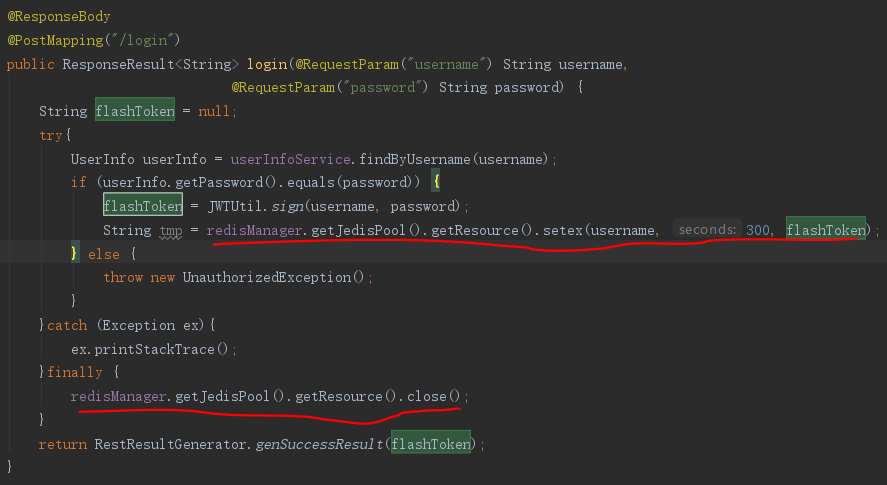 @ResponseBody
@PostMapping("/login")
public ResponseResult<String> login(@RequestParam("username") String username,
@RequestParam("password") String password) {
String flashToken = null;
try{
UserInfo userInfo = userInfoService.findByUsername(username);
if (userInfo.getPassword().equals(password)) {
flashToken = JWTUtil.sign(username, password);
String tmp = redisManager.getJedisPool().getResource().setex(username, seconds: 300, flashToken);
} else {
throw new UnauthorizedException();
}
}catch (Exception ex){
ex.printStackTrace();
}finally {
redisManager.getJedisPool().getResource().close();
}
return RestResultGenerator.genSuccessResult(flashToken);
}